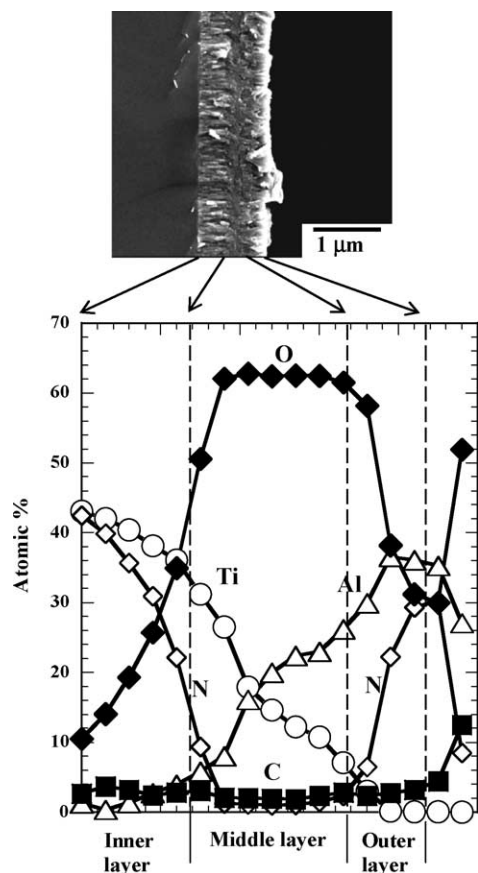 1 µm
70
60
50
40
30
20
10
0
Atomic %
O
Ti
Al
N
N
C
Inner
layer
Middle layer
Outer
layer